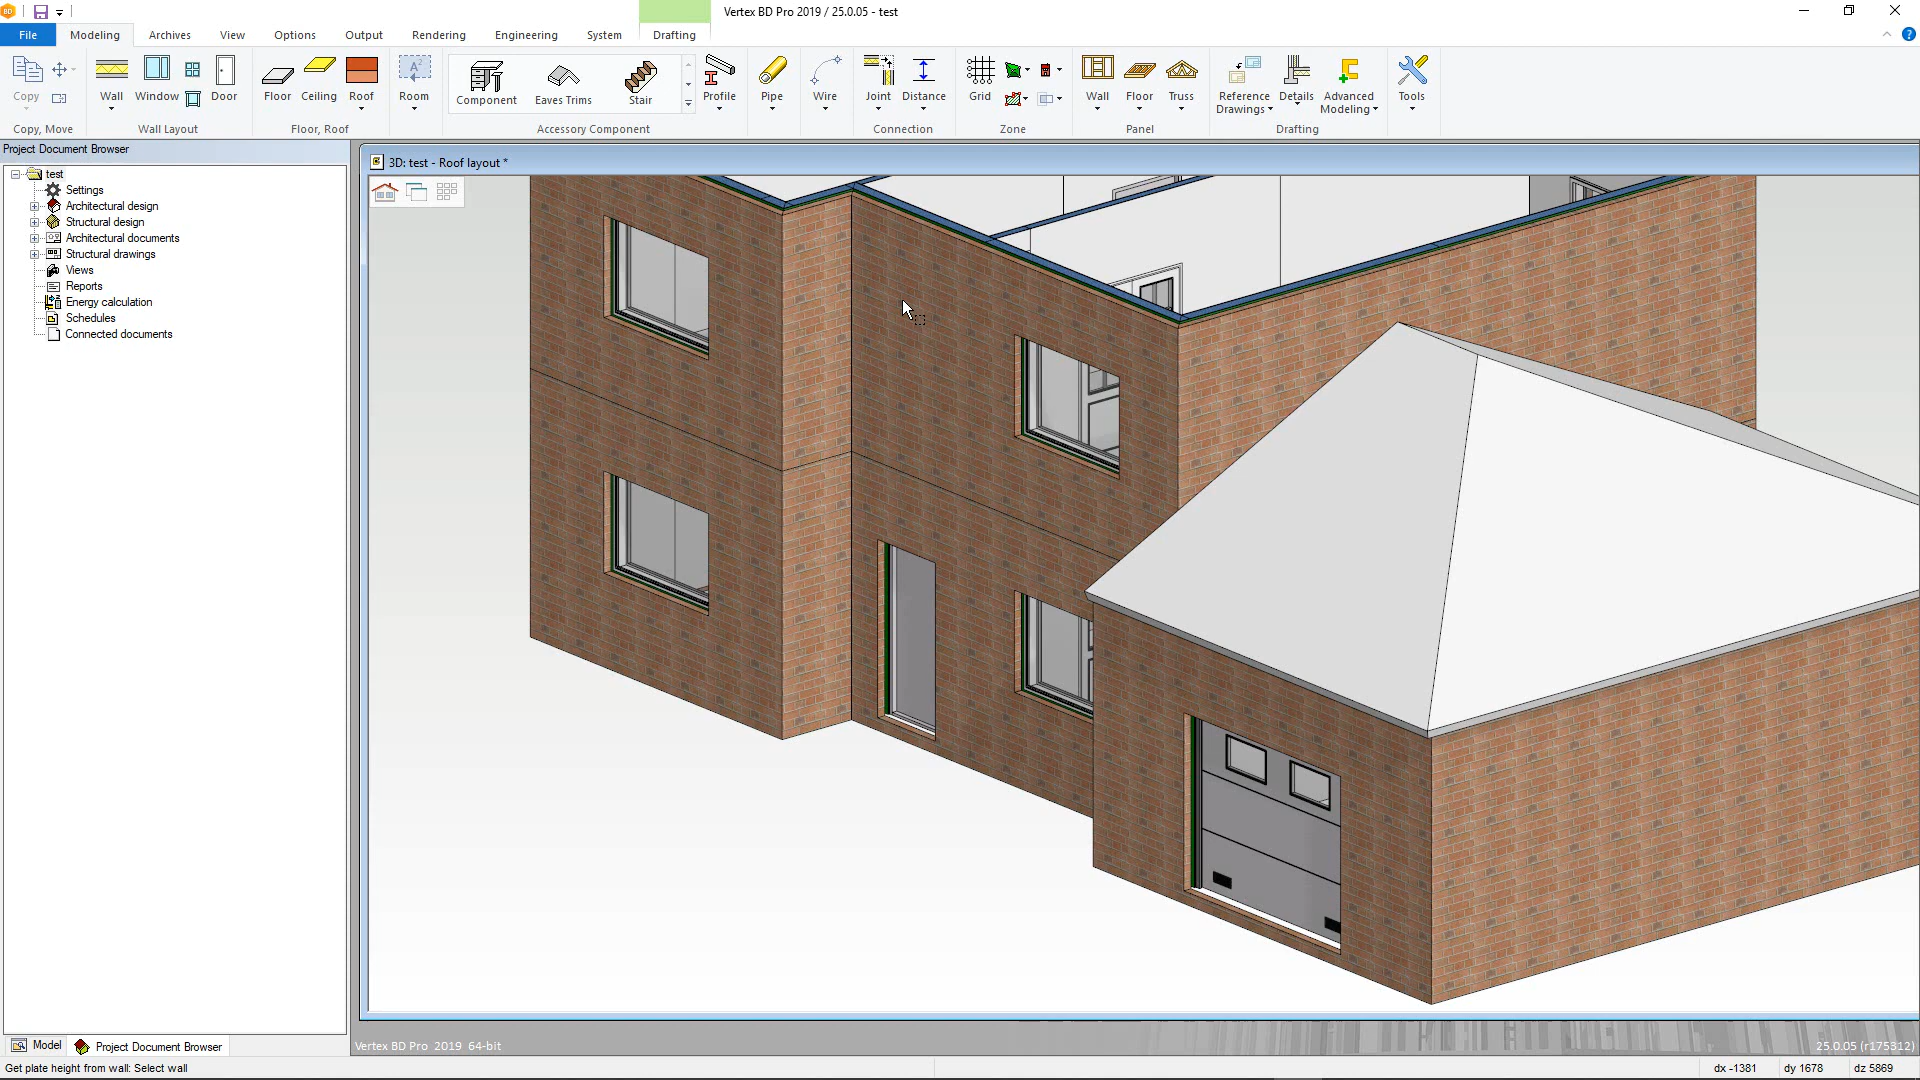 BD
Vertex BD Pro 2019 / 25.0.05 - test
File
Modeling
Archives
View
Options
Output
Rendering
Engineering
System
Drafting
?
Copy
Wall
Window
Door
Floor
Ceiling
Roof
Room
Component
Eaves Trims
Stair
Profile
Pipe
Wire
Joint
Distance
Grid
Wall
Floor
Truss
Reference Drawings
Details
Advanced Modeling
Tools
Copy, Move
Wall Layout
Floor, Roof
Accessory Component
Connection
Zone
Panel
Drafting
Project Document Browser
test
Settings
Architectural design
Structural design
Architectural documents
Structural drawings
Views
Reports
Energy calculation
Schedules
Connected documents
3D: test - Roof layout *
Model
Project Document Browser
Vertex BD Pro 2019 64-bit
25.0.05 (r175312)
Get plate height from wall: Select wall
dx -1381
dy 1678
dz 5869